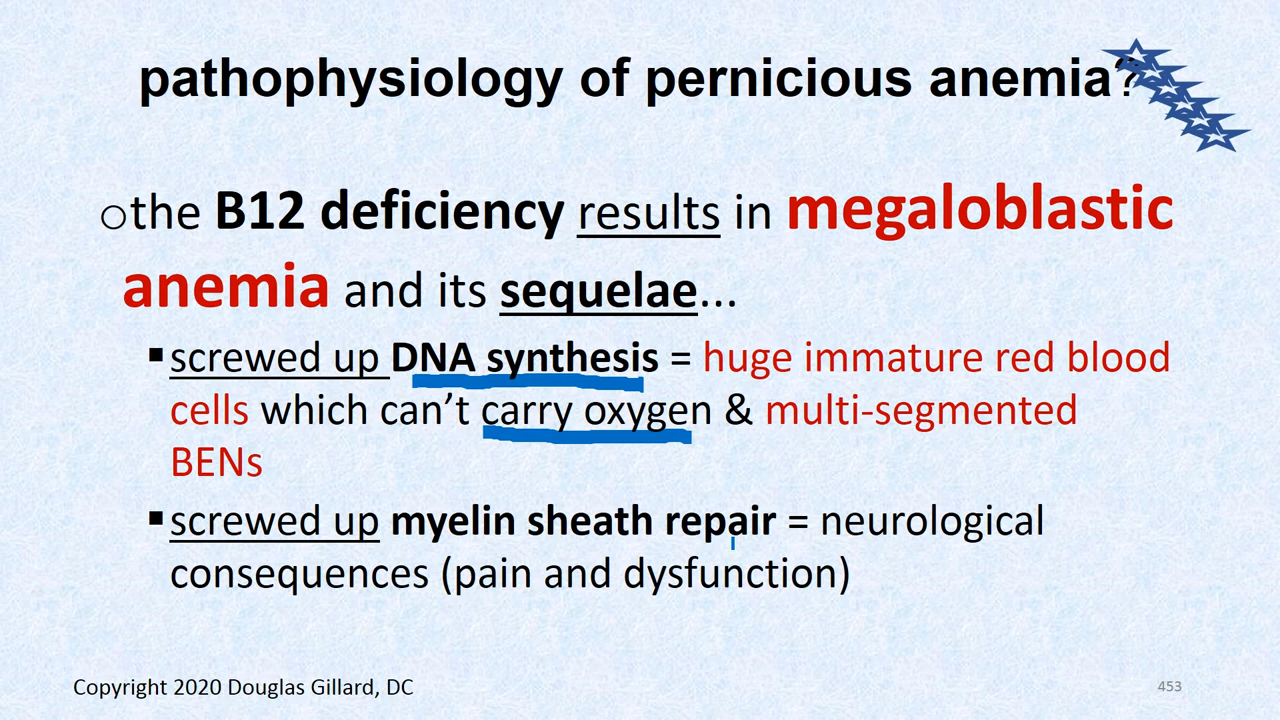 pathophysiology of pernicious anemia?
○the B12 deficiency results in megaloblastic
anemia and its sequelae...
▪screwed up DNA synthesis = huge immature red blood
cells which can't carry oxygen & multi-segmented
BENs
▪screwed up myelin sheath repair = neurological
consequences (pain and dysfunction)
Copyright 2020 Douglas Gillard, DC
453